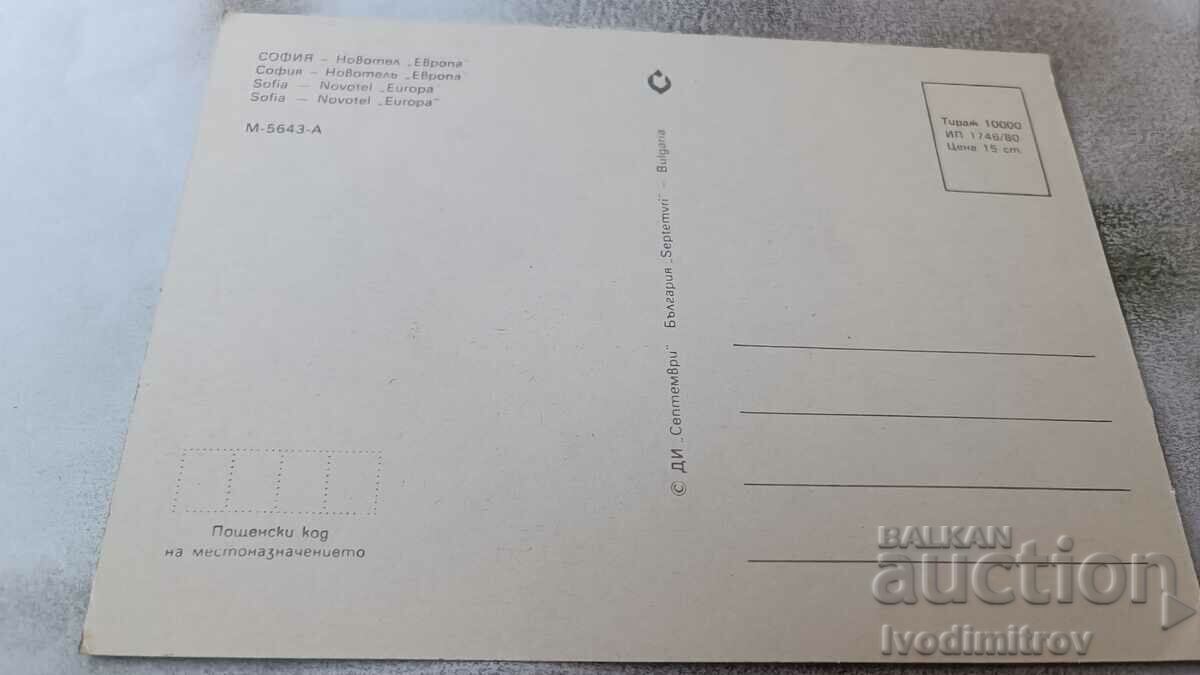 СОФИЯ – Новотел „Европа"
София – Новотель „Европа"
Sofia — Novotel „Europa"
Sofia — Novotel „Europa"
М-5643-А
Тираж 10000
ИП 1746/80
Цена 15 ст.
© ДИ „Септември" България „Septemvri" – Bulgaria
Пощенски код
на местоназначението
BALKAN
auction
Ivodimitrov